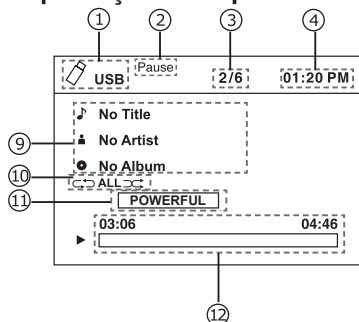 1 2 3 4
USB Pause 2/6 01:20 PM
No Title
9 No Artist
No Album
10 ALL
11 POWERFUL
03:06 04:46
12